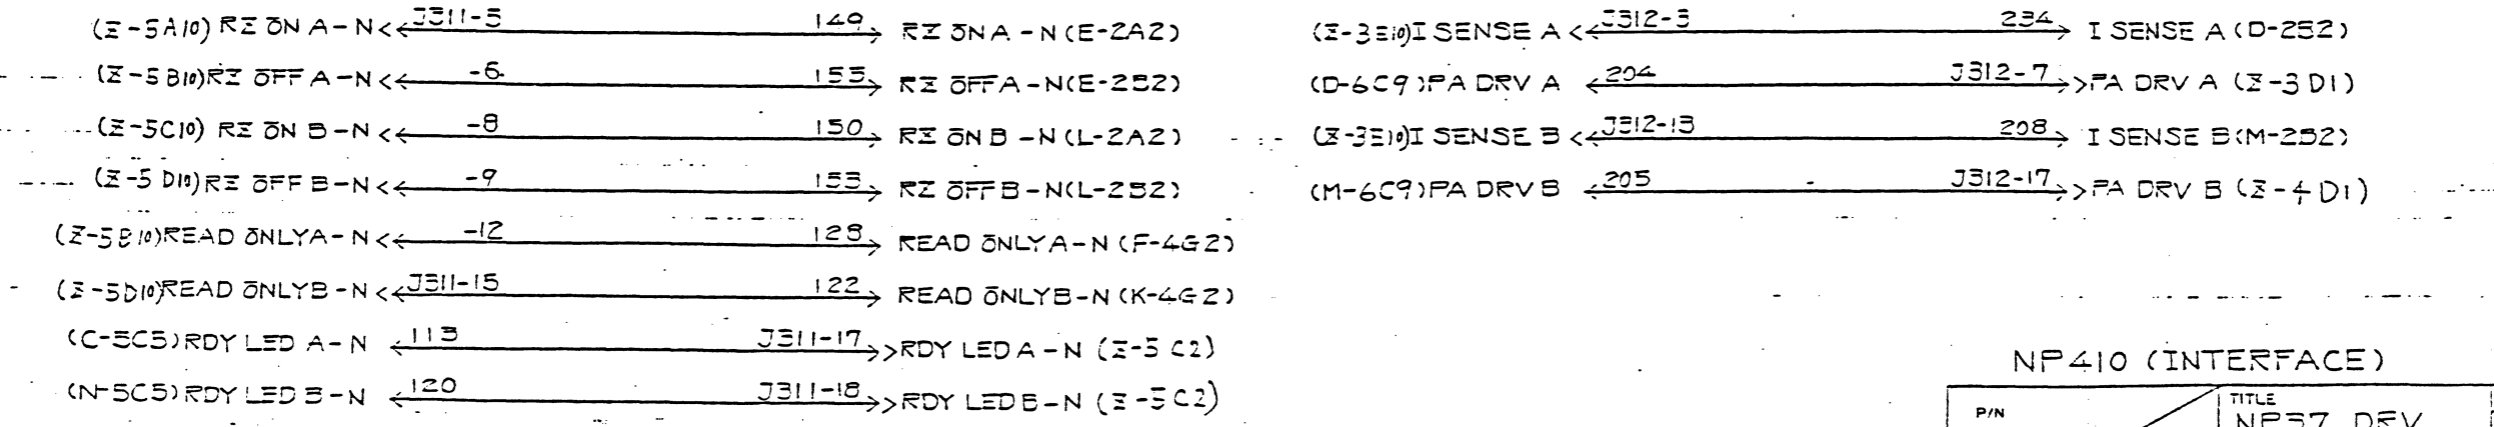 (Z-5A10) RZ ON A-N J311-5 149 RZ ON A-N (E-2A2)
(Z-5B10) RZ OFF A-N -6 155 RZ OFF A-N (E-2B2)
(Z-5C10) RZ ON B-N -8 150 RZ ON B-N (L-2A2)
(Z-5D10) RZ OFF B-N -9 153 RZ OFF B-N (L-2B2)
READ ONLY A-N -12 READ ONLY A-N (F-4G2)
(Z-5D10) READ ONLY B-N J311-15 122 READ ONLY B-N (K-4G2)
(C-5C5) RDY LED A-N 113 J311-17 RDY LED A-N (Z-5C2)
(N-5C5) RDY LED B-N 120 J311-18 RDY LED B-N (Z-5C2)
(Z-3E10) I SENSE A J312-3 234 I SENSE A (D-2B2)
(D-6C9) PA DRV A 204 J312-7 PA DRV A (Z-3D1)
(Z-3E10) I SENSE B J312-13 208 I SENSE B (M-2B2)
(M-6C9) PA DRV B 205 J312-17 PA DRV B (Z-4D1)
NP410 (INTERFACE)
P/N
TITLE
DRV